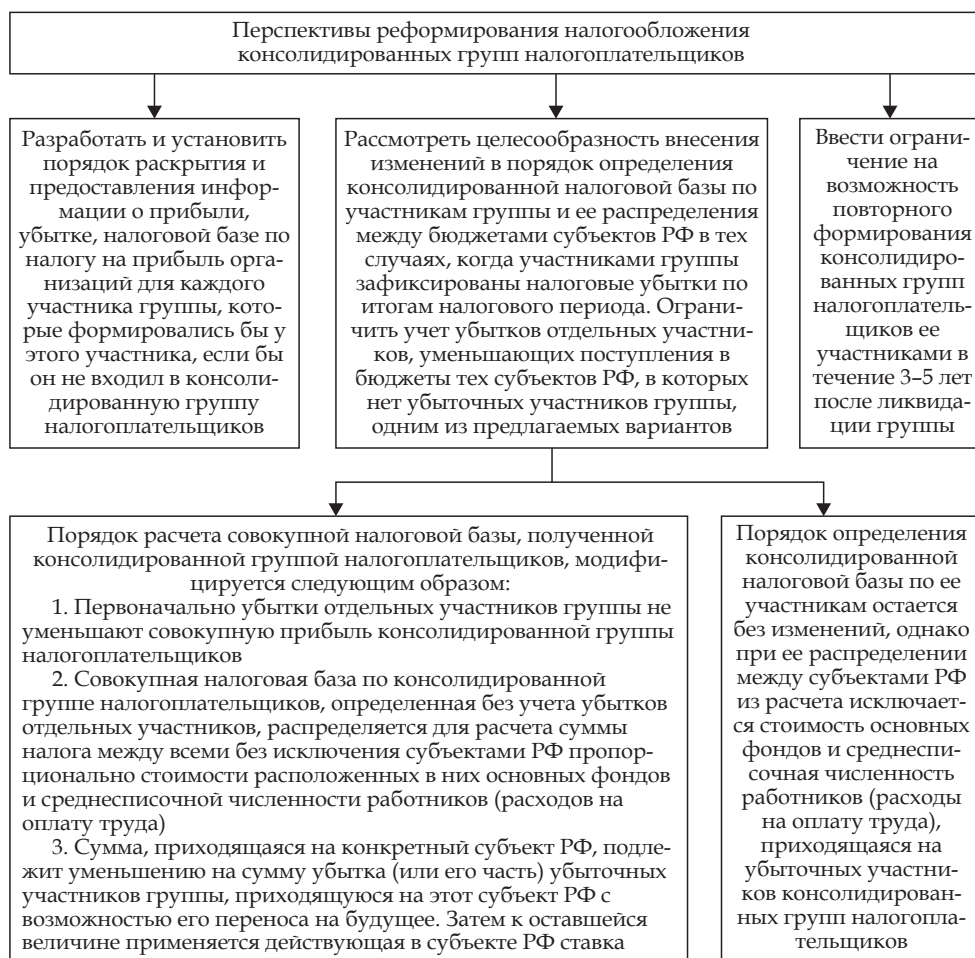 Перспективы реформирования налогообложения
консолидированных групп налогоплательщиков
Разработать и установить
порядок раскрытия и
предоставления инфор-
мации о прибыли,
убытке, налоговой базе по
налогу на прибыль орга-
низаций для каждого
участника группы, кото-
рые формировались бы у
этого участника, если бы
он не входил в консоли-
дированную группу
налогоплательщиков
Рассмотреть целесообразность внесения
изменений в порядок определения
консолидированной налоговой базы по
участникам группы и ее распределения
между бюджетами субъектов РФ в тех
случаях, когда участниками группы
зафиксированы налоговые убытки по
итогам налогового периода. Ограни-
чить учет убытков отдельных участни-
ков, уменьшающих поступления в
бюджеты тех субъектов РФ, в которых
нет убыточных участников группы,
одним из предлагаемых вариантов
Ввести ограни-
чение на
возможность
повторного
формирования
консолидиро-
ванных групп
налогоплатель-
щиков ее
участниками в
течение 3–5 лет
после ликвида-
ции группы
Порядок расчета совокупной налоговой базы, полученной
консолидированной группой налогоплательщиков, модифи-
цируется следующим образом:
1. Первоначально убытки отдельных участников группы не
уменьшают совокупную прибыль консолидированной группы
налогоплательщиков
2. Совокупная налоговая база по консолидированной
группе налогоплательщиков, определенная без учета убытков
отдельных участников, распределяется для расчета суммы
налога между всеми без исключения субъектами РФ пропор-
ционально стоимости расположенных в них основных фондов
и среднесписочной численности работников (расходов на
оплату труда)
3. Сумма, приходящаяся на конкретный субъект РФ, подле-
жит уменьшению на сумму убытка (или его часть) убыточных
участников группы, приходящуюся на этот субъект РФ с
возможностью его переноса на будущее. Затем к оставшейся
величине применяется действующая в субъекте РФ ставка
Порядок определения
консолидированной
налоговой базы по ее
участникам остается
без изменений, однако
при ее распределении
между субъектами РФ
из расчета исключает-
ся стоимость основных
фондов и среднеспи-
сочная численность
работников (расходы
на оплату труда),
приходящаяся на
убыточных участни-
ков консолидирован-
ных групп налогопла-
тельщиков